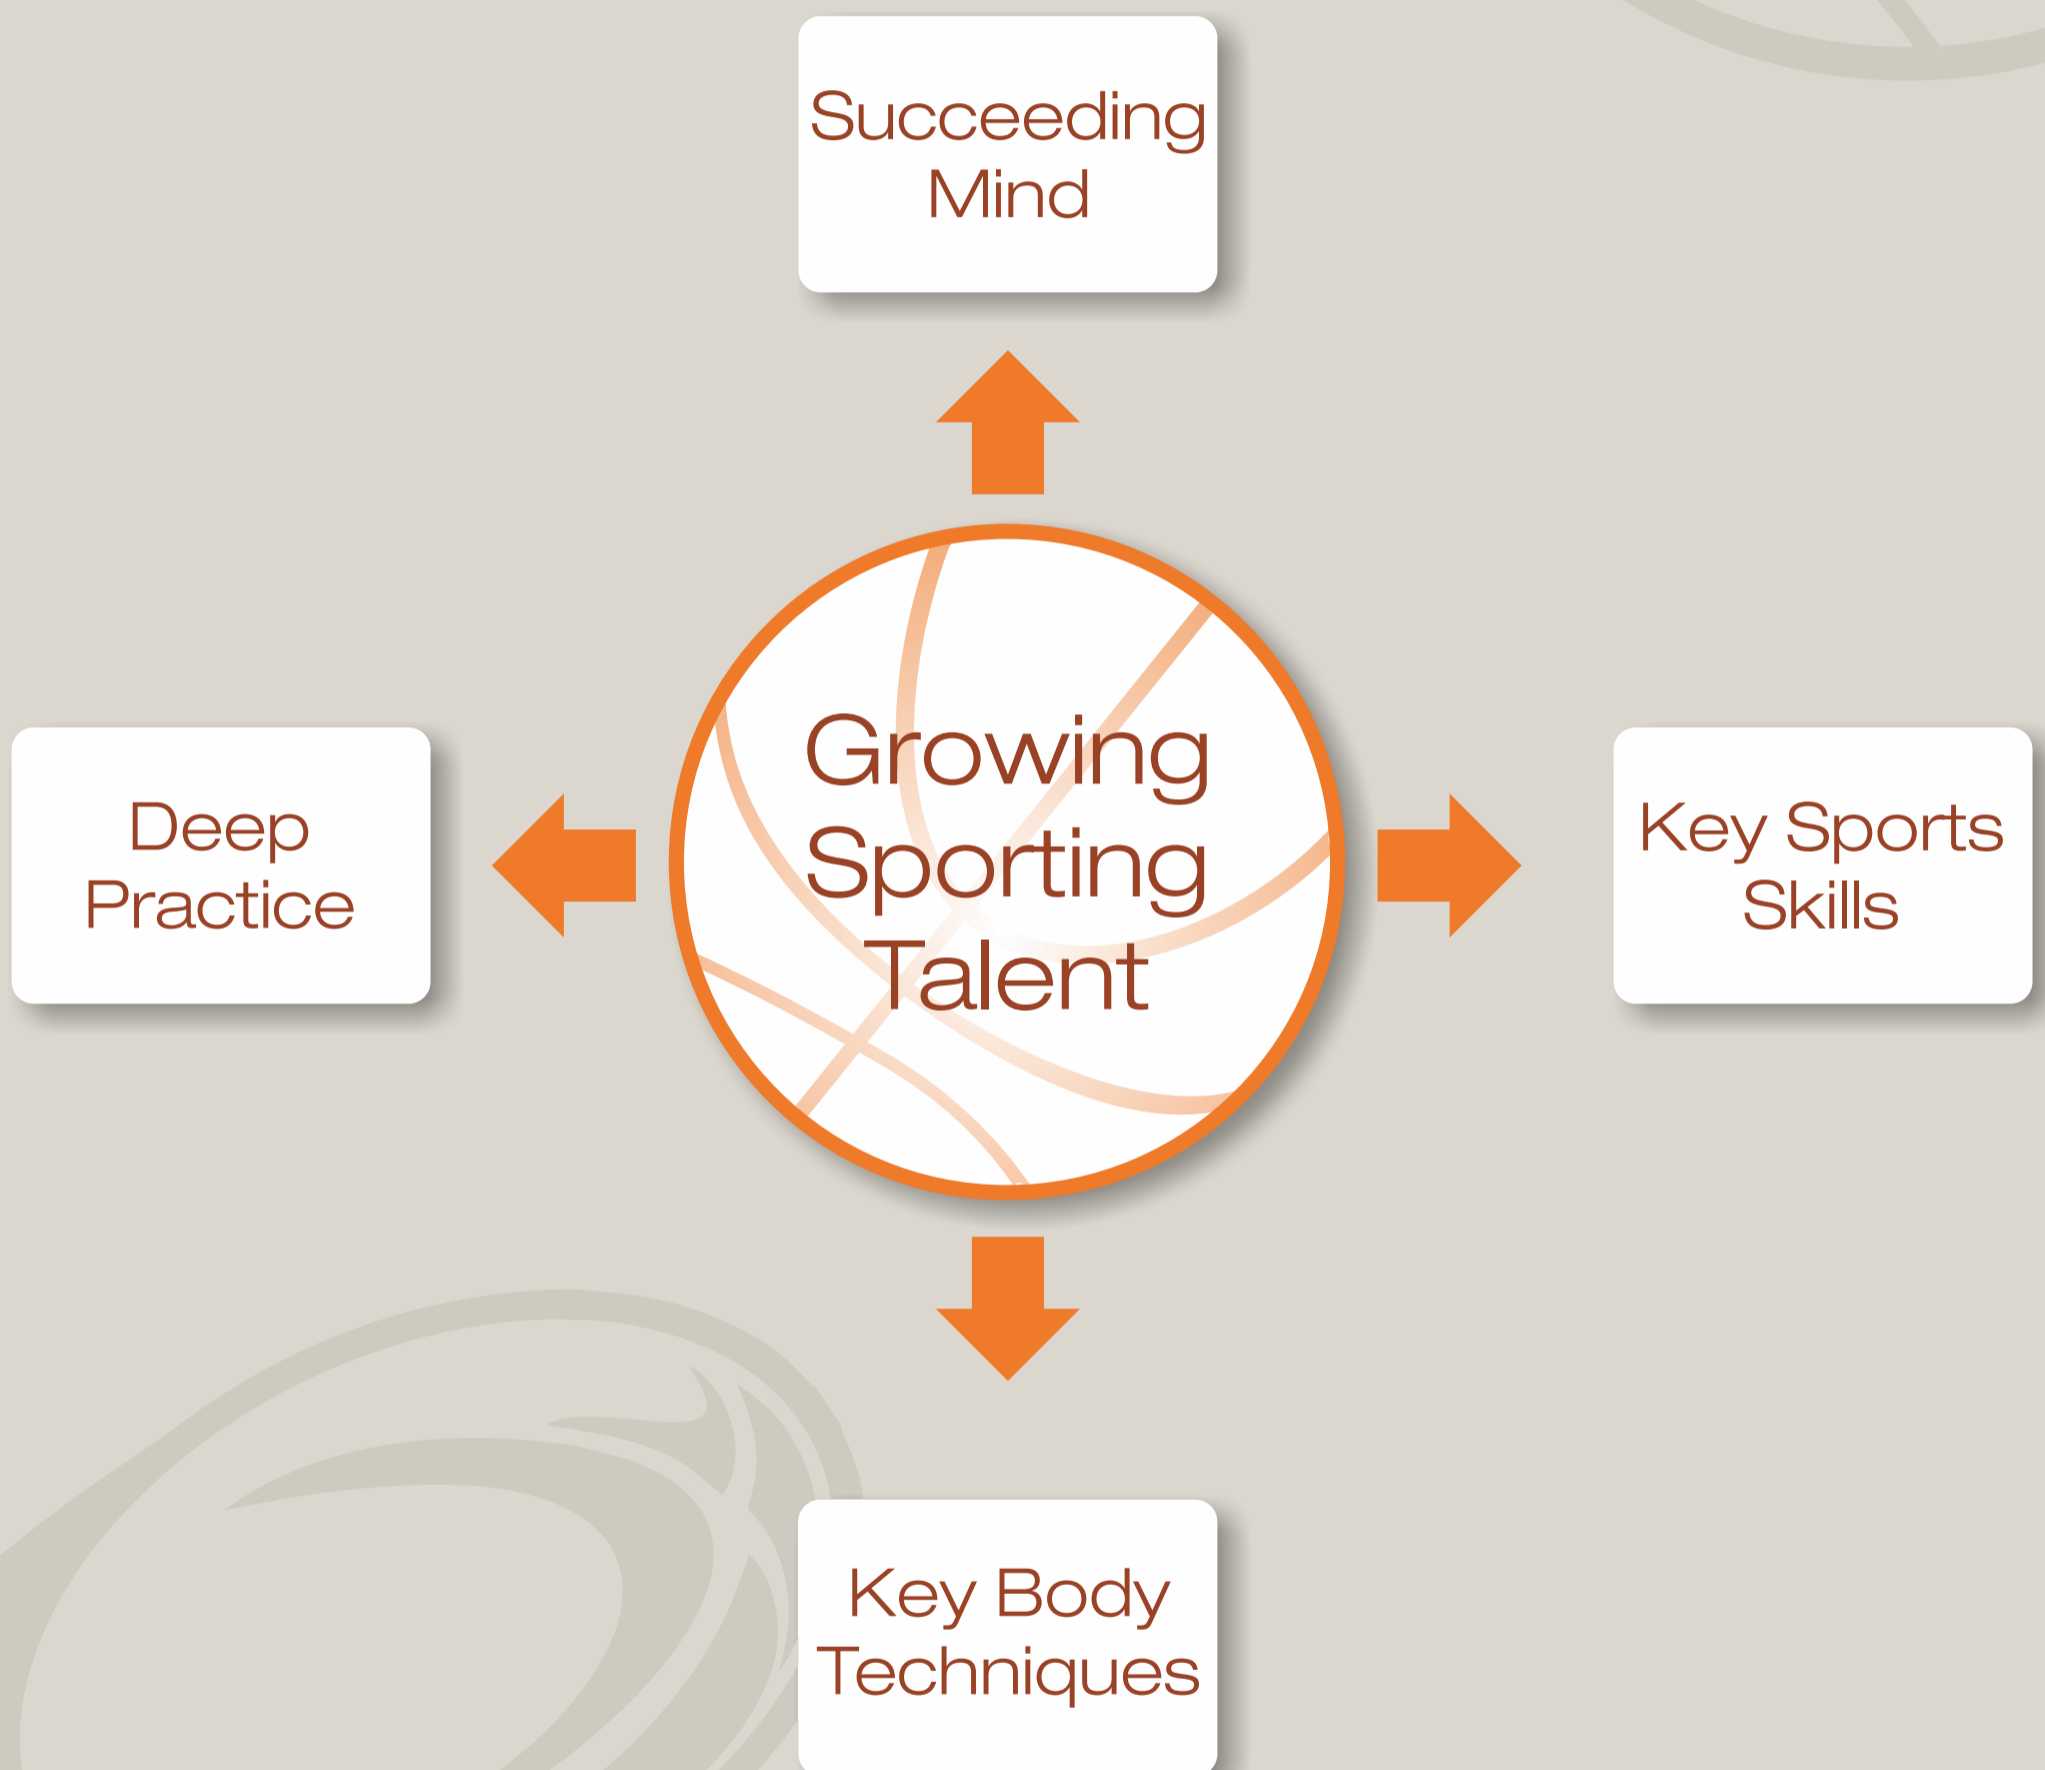 Succeeding
Mind
Growing
Sporting
Talent
Deep
Practice
Key Sports
Skills
Key Body
Techniques